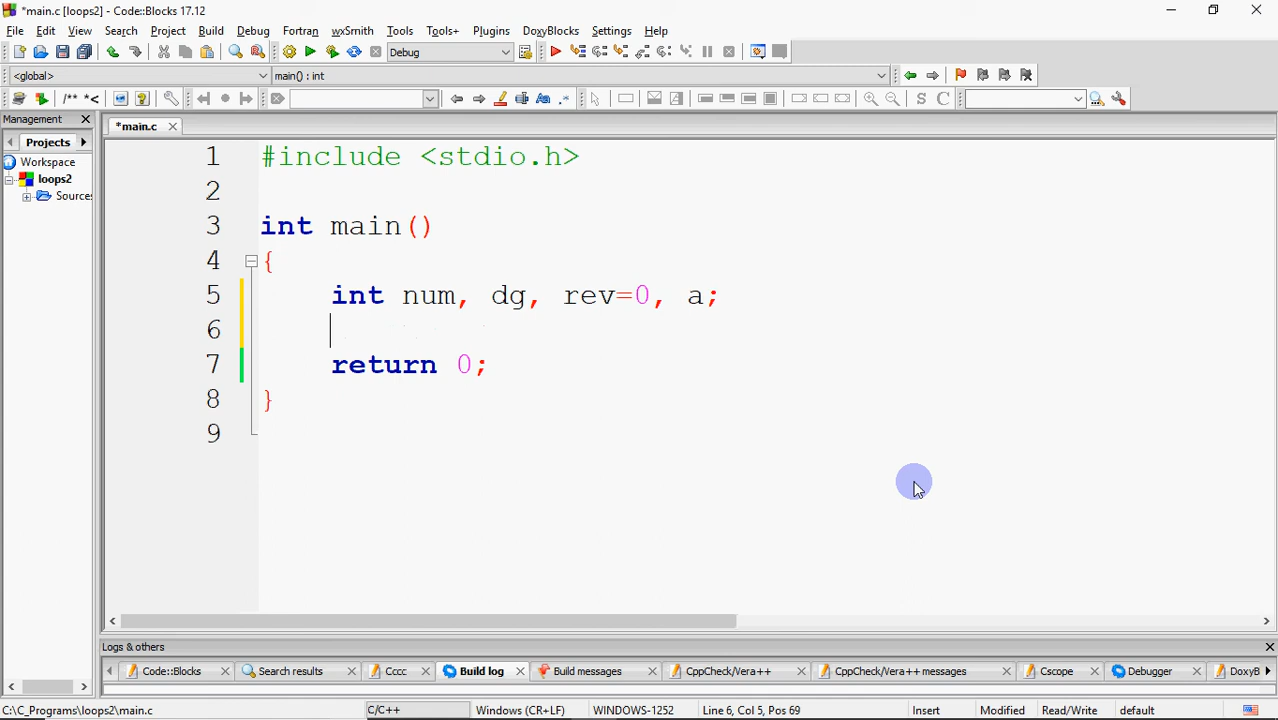 *main.c [loops2] - Code::Blocks 17.12
File Edit View Search Project Build Debug Fortran wxSmith Tools Tools+ Plugins DoxyBlocks Settings Help
Debug
<global> main() : int
/** *< S C
Management *main.c
Projects
Workspace
loops2
Sources
1 #include <stdio.h>
2
3 int main()
4 {
5 int num, dg, rev=0, a;
6
7 return 0;
8 }
9
Logs & others
Code::Blocks Search results Cccc Build log Build messages CppCheck/Vera++ CppCheck/Vera++ messages Cscope Debugger DoxyB
C:\C_Programs\loops2\main.c C/C++ Windows (CR+LF) WINDOWS-1252 Line 6, Col 5, Pos 69 Insert Modified Read/Write default